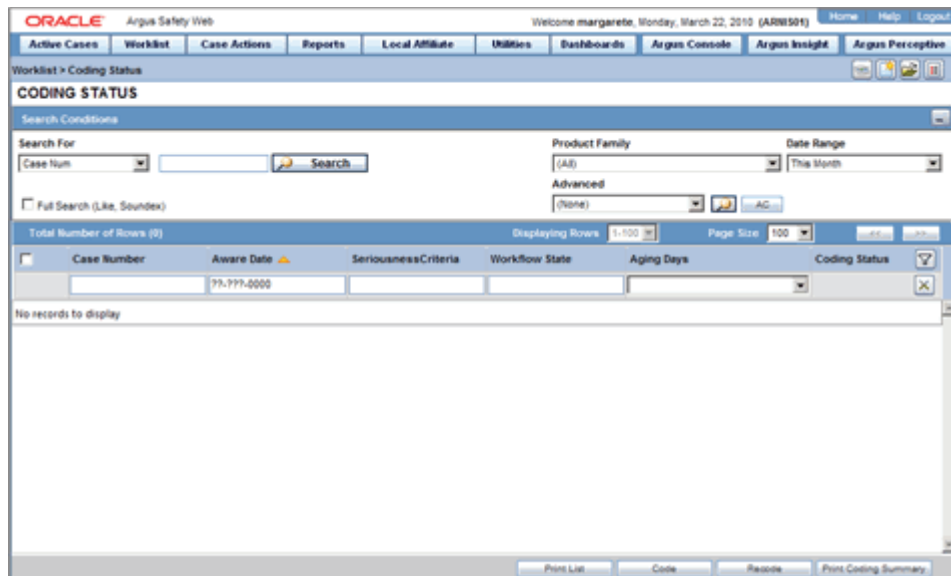 ORACLE Argus Safety Web Welcome margarete, Monday, March 22, 2010 (ARNIS01) Home Help Logout
Active Cases Worklist Case Actions Reports Local Affiliate Utilities Dashboards Argus Console Argus Insight Argus Perceptive
Worklist > Coding Status
CODING STATUS
Search Conditions
Search For Product Family Date Range
Case Num Search (All) This Month
Advanced
Full Search (Like, Soundex) (None) AC
Total Number of Rows (0) Displaying Rows 1-100 Page Size 100 << >>
Case Number Aware Date SeriousnessCriteria Workflow State Aging Days Coding Status
??-???-0000
No records to display
Print List Code Recode Print Coding Summary